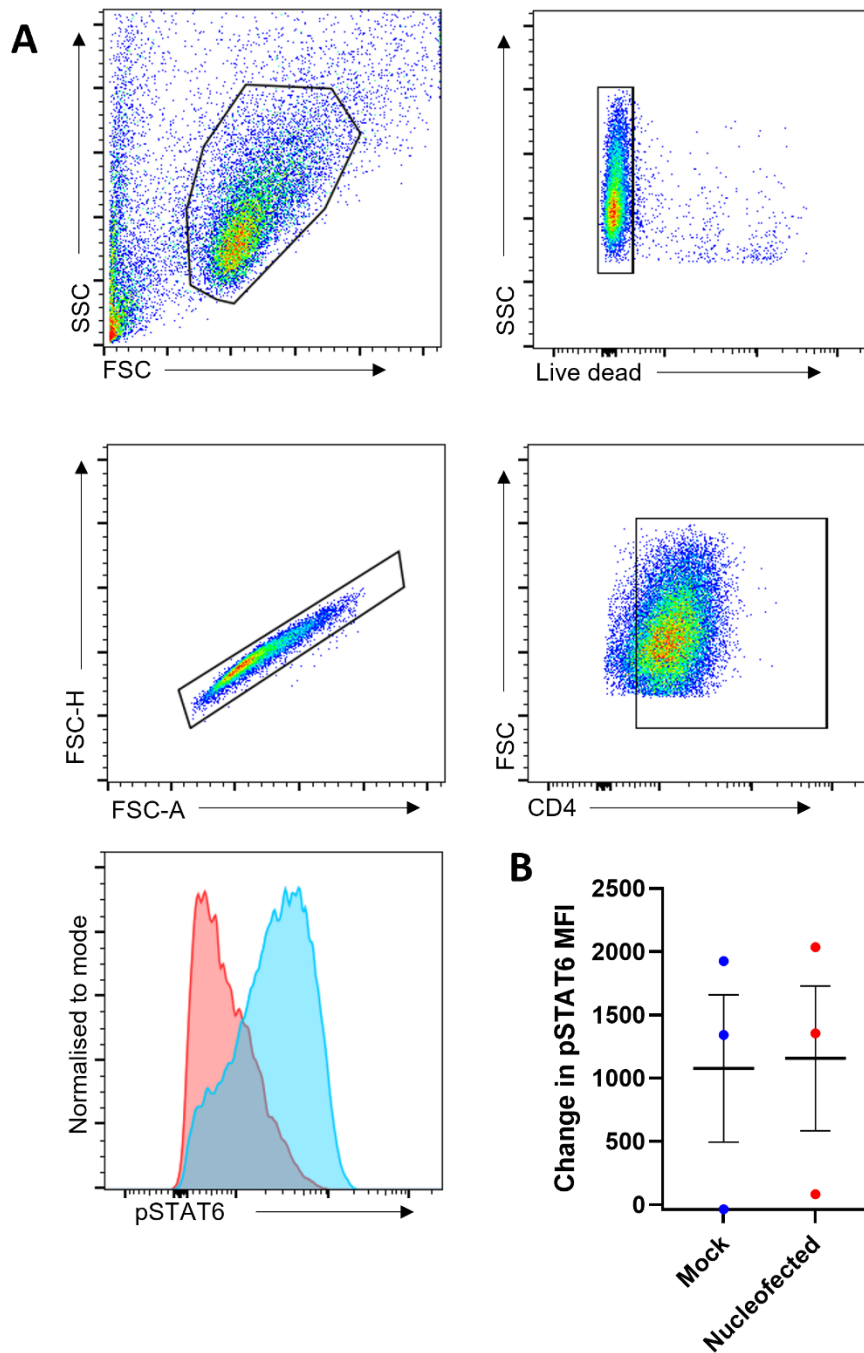 A
SSC
FSC
SSC
Live dead
FSC-H
FSC-A
FSC
CD4
Normalised to mode
pSTAT6
B
Change in pSTAT6 MFI
2500
2000
1500
1000
500
0
Mock
Nucleofected